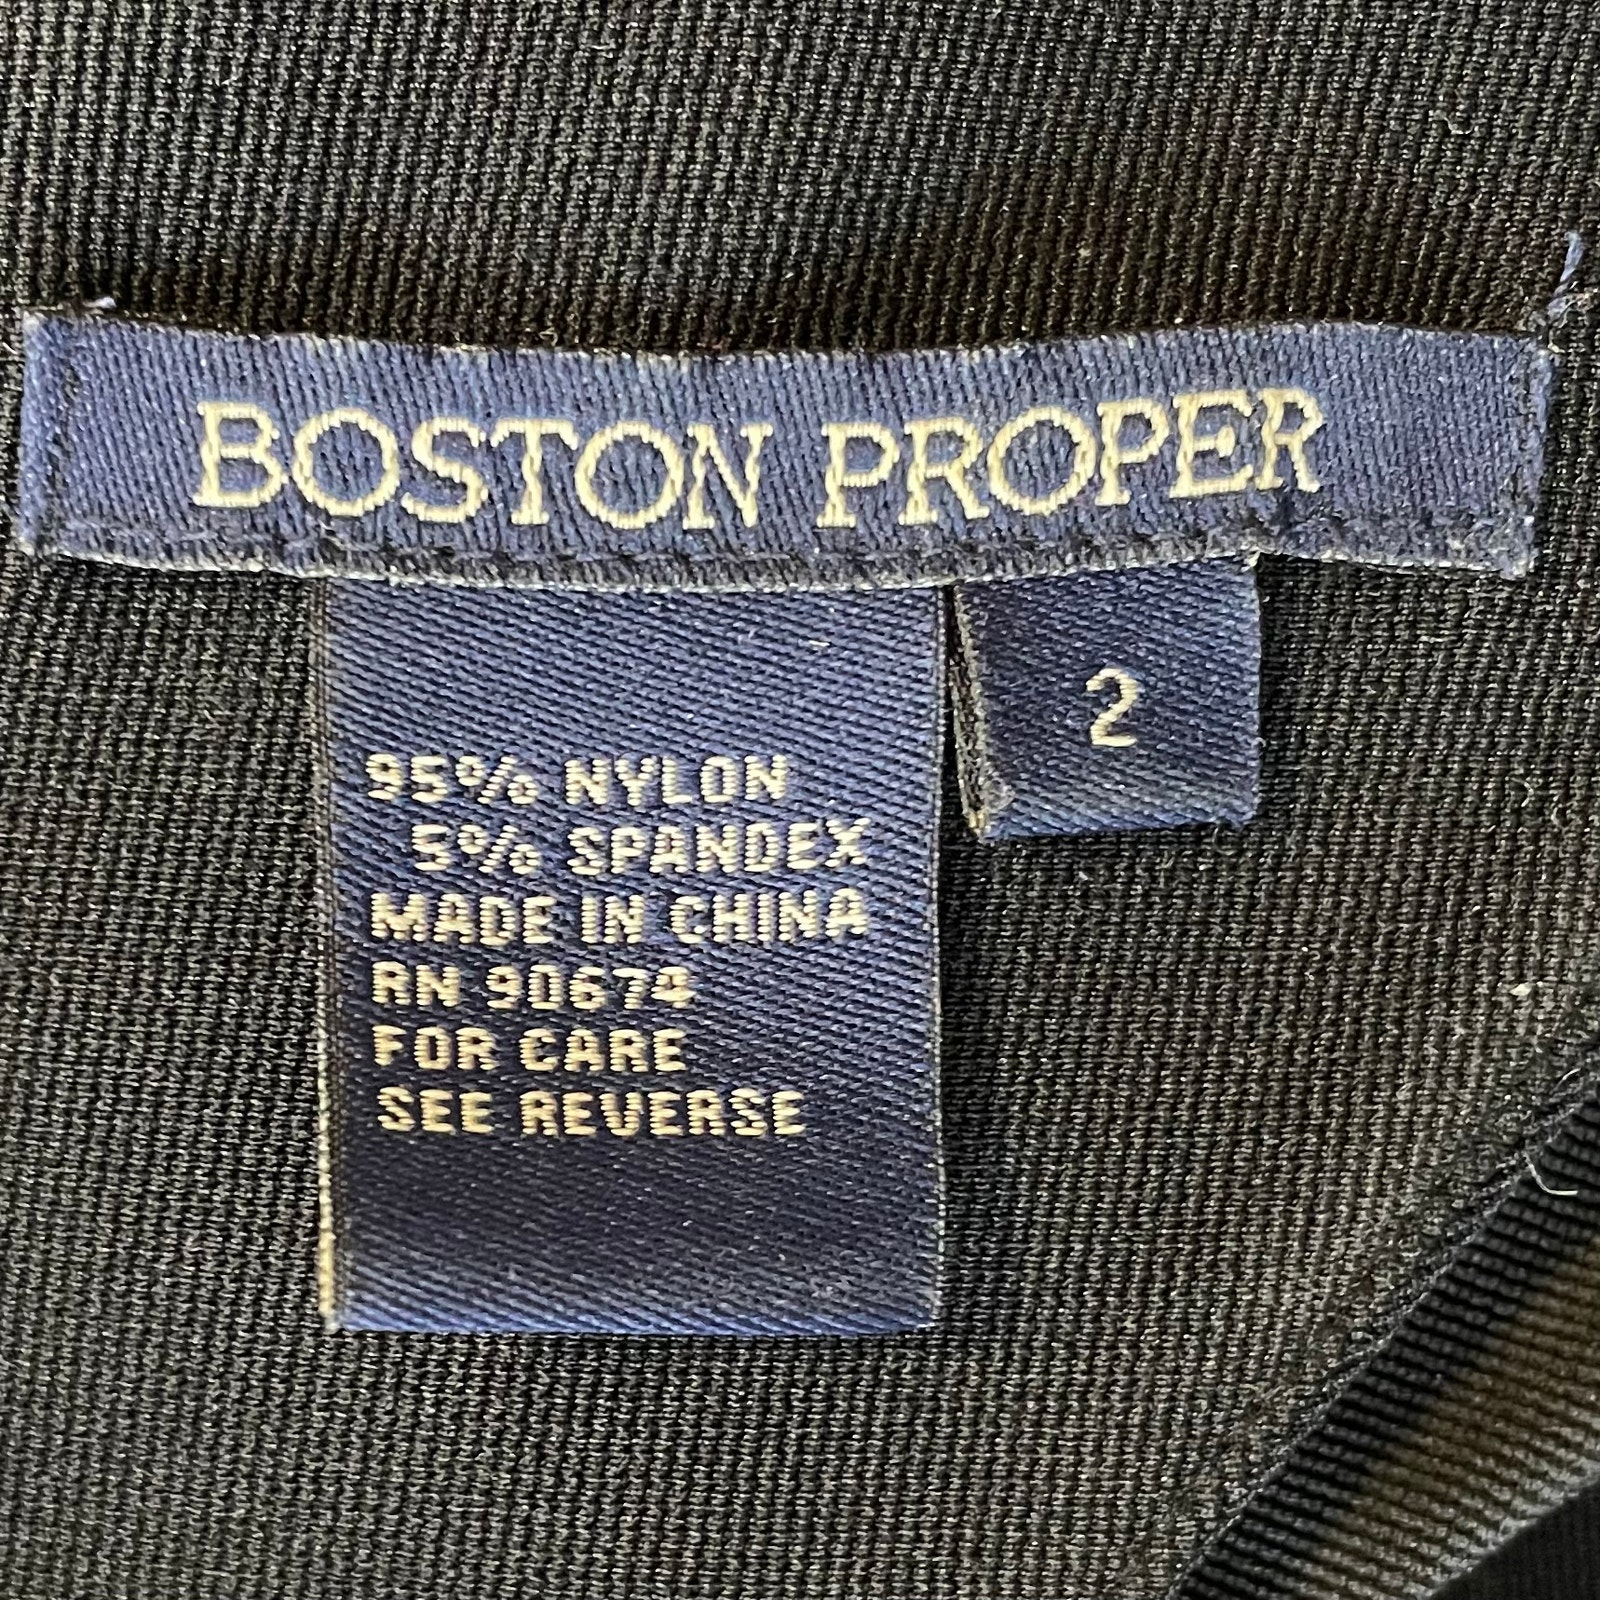 BOSTON PROPER
2
95% NYLON
5% SPANDEX
MADE IN CHINA
RN 90674
FOR CARE
SEE REVERSE